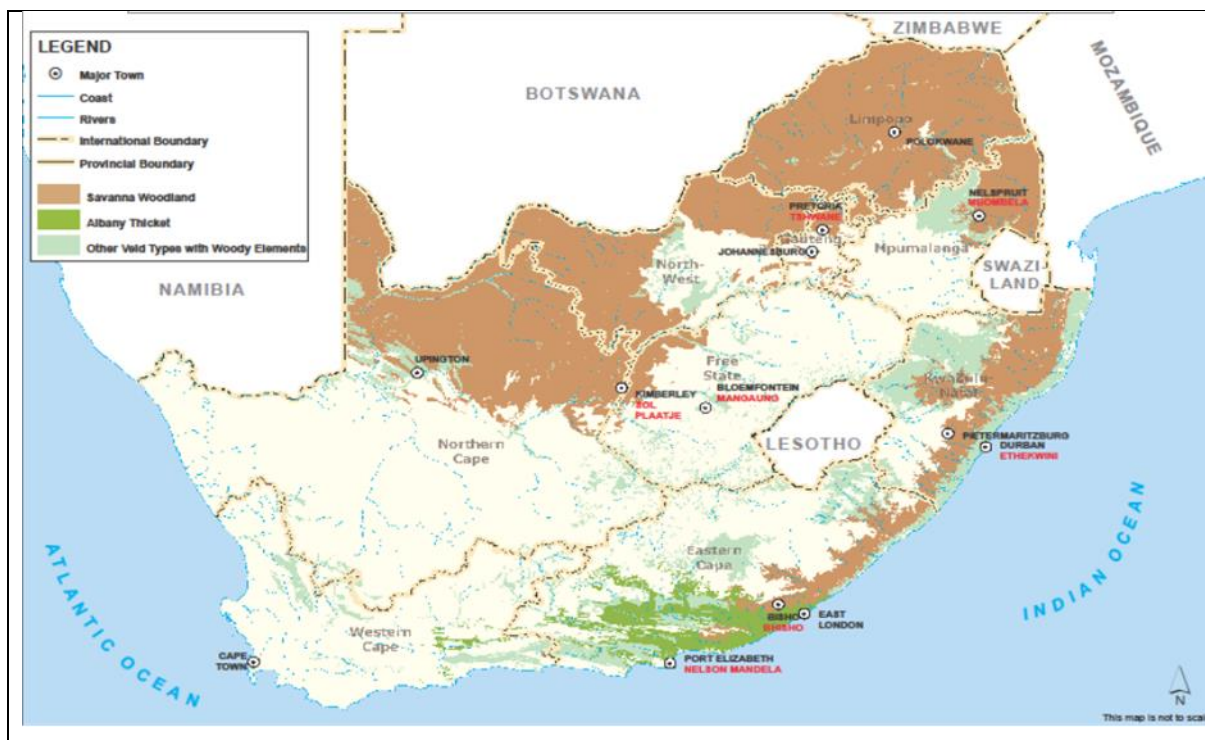 ZIMBABWE
LEGEND
Major Town
Coast
Rivers
International Boundary
Provincial Boundary
Savanna Woodland
Albany Thicket
Other Veld Types with Woody Elements
BOTSWANA
MOZAMBIQUE
Limpopo
POLOKWANE
NELSPRUIT
MBOMBELA
PRETORIA
TSHWANE
Gauteng
JOHANNESBURG
Mpumalanga
North-
West
SWAZI-
LAND
NAMIBIA
UPINGTON
Free
State
KwaZulu
Natal
KIMBERLEY
SOL
PLAATJE
BLOEMFONTEIN
MANGAUNG
LESOTHO
PIETERMARITZBURG
DURBAN
ETHEKWINI
Northern
Cape
Eastern
Cape
INDIAN OCEAN
ATLANTIC OCEAN
BISHO
BHISHO
EAST
LONDON
Western
Cape
CAPE
TOWN
PORT ELIZABETH
NELSON MANDELA
N
This map is not to scal